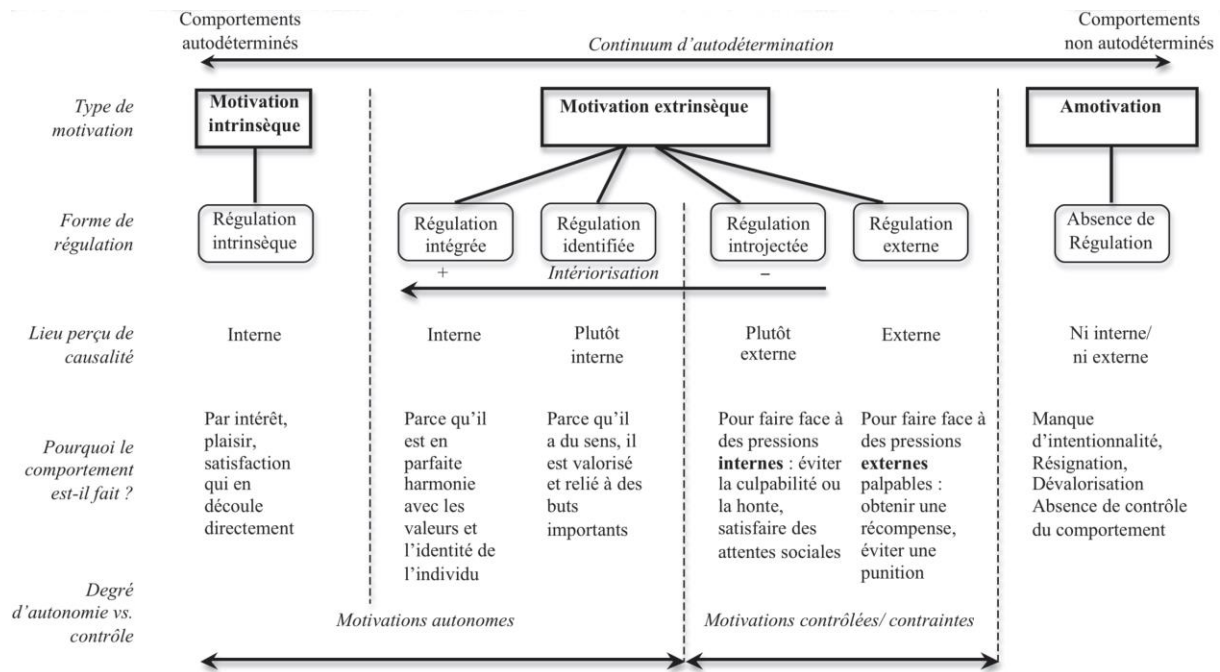 Comportements
autodéterminés
Continuum d'autodétermination
Comportements
non autodéterminés
Type de
motivation
Motivation
intrinsèque
Motivation extrinsèque
Amotivation
Forme de
régulation
Régulation
intrinsèque
Régulation
intégrée
Régulation
identifiée
Régulation
introjectée
Régulation
externe
Absence de
Régulation
+
Intériorisation
–
Lieu perçu de
causalité
Interne
Interne
Plutôt
interne
Plutôt
externe
Externe
Ni interne/
ni externe
Pourquoi le
comportement
est-il fait ?
Par intérêt,
plaisir,
satisfaction
qui en
découle
directement
Parce qu'il
est en
parfaite
harmonie
avec les
valeurs et
l'identité de
l'individu
Parce qu'il
a du sens, il
est valorisé
et relié à des
buts
importants
Pour faire face à
des pressions
internes : éviter
la culpabilité ou
la honte,
satisfaire des
attentes sociales
Pour faire face à
des pressions
externes
palpables :
obtenir une
récompense,
éviter une
punition
Manque
d'intentionnalité,
Résignation,
Dévalorisation
Absence de contrôle
du comportement
Degré
d'autonomie vs.
contrôle
Motivations autonomes
Motivations contrôlées/ contraintes